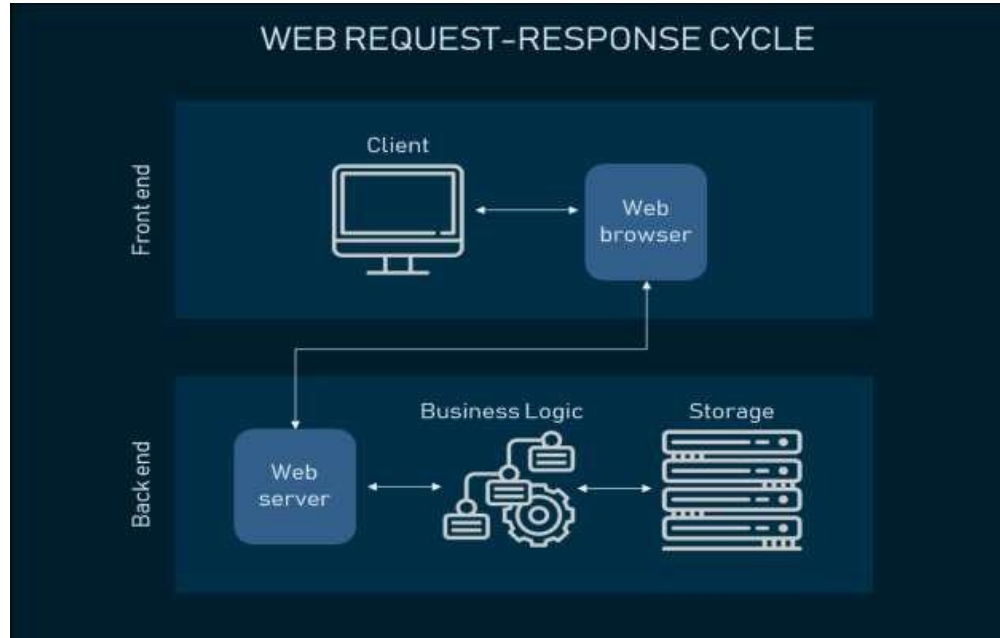 WEB REQUEST-RESPONSE CYCLE
Front end
Client
Web
browser
Back end
Web
server
Business Logic
Storage